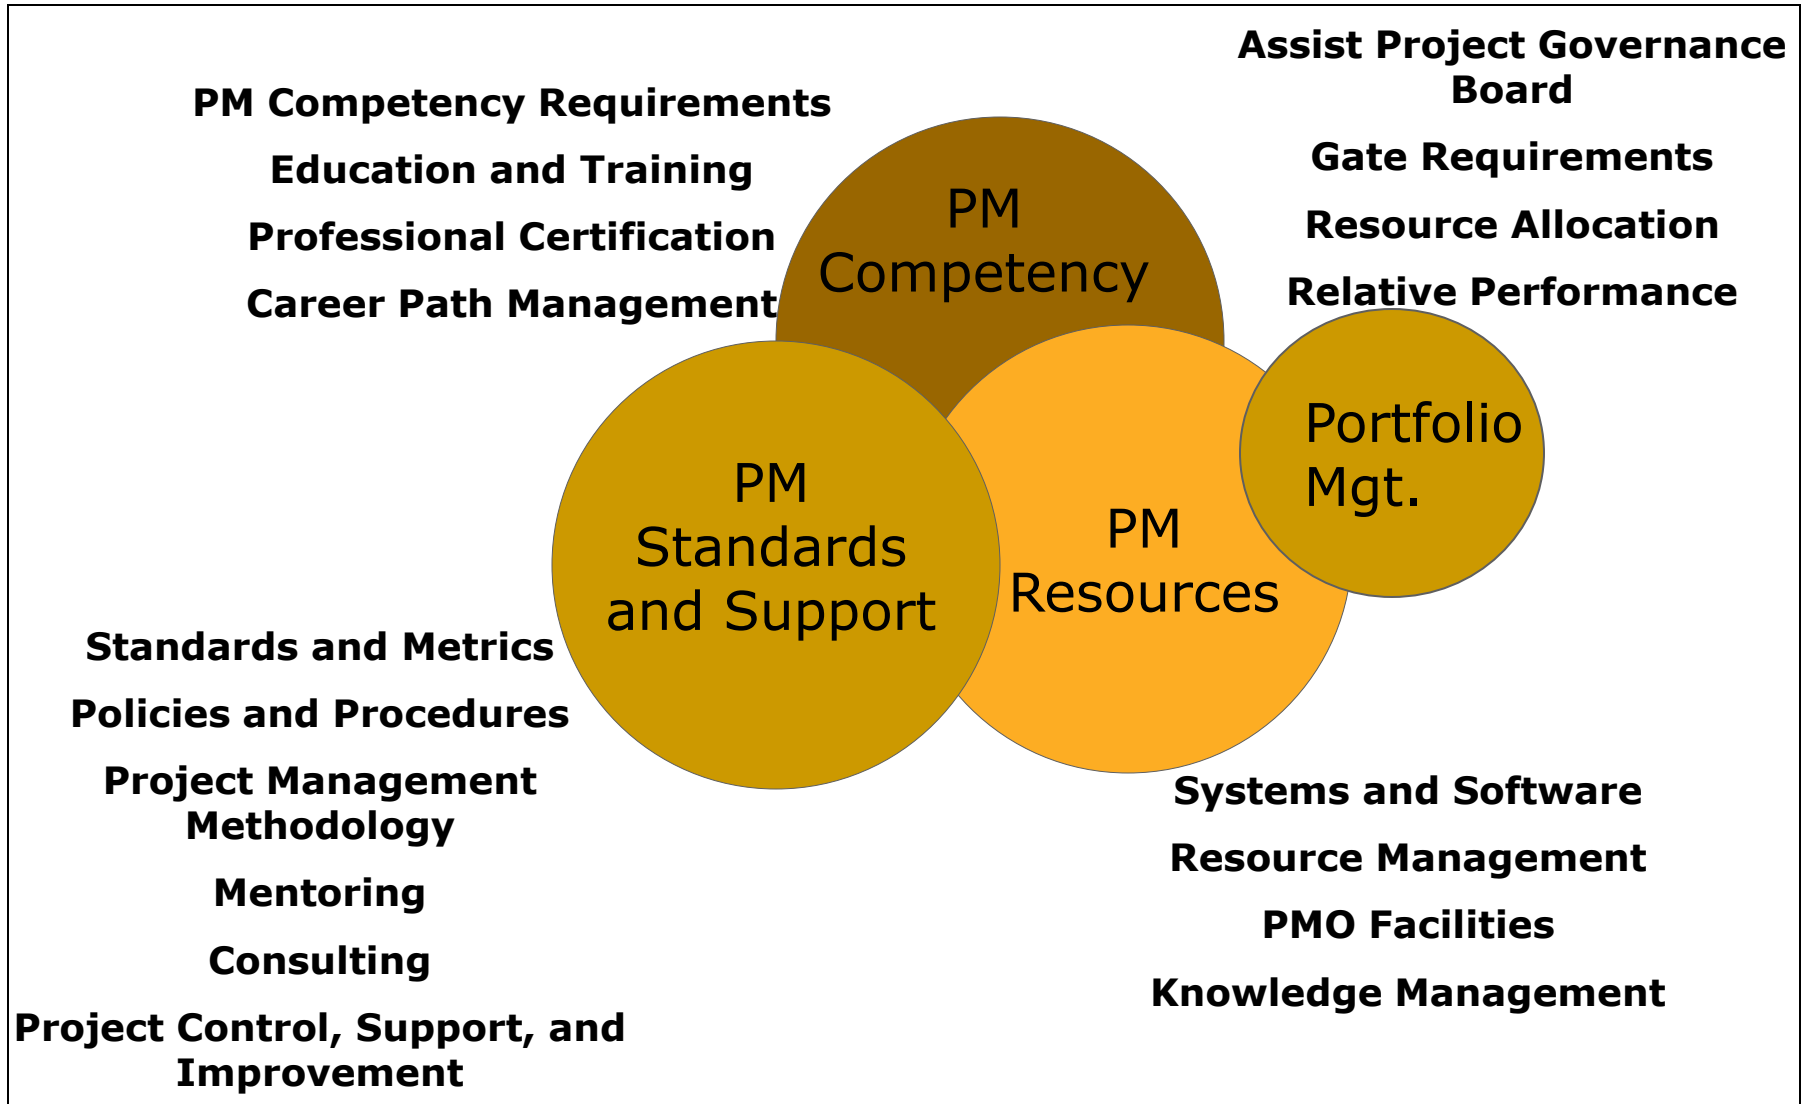 PM Competency Requirements
Education and Training
Professional Certification
Career Path Management
Assist Project Governance
Board
Gate Requirements
Resource Allocation
Relative Performance
PM
Competency
Portfolio
Mgt.
PM
Standards
and Support
PM
Resources
Standards and Metrics
Policies and Procedures
Project Management
Methodology
Mentoring
Consulting
Project Control, Support, and
Improvement
Systems and Software
Resource Management
PMO Facilities
Knowledge Management